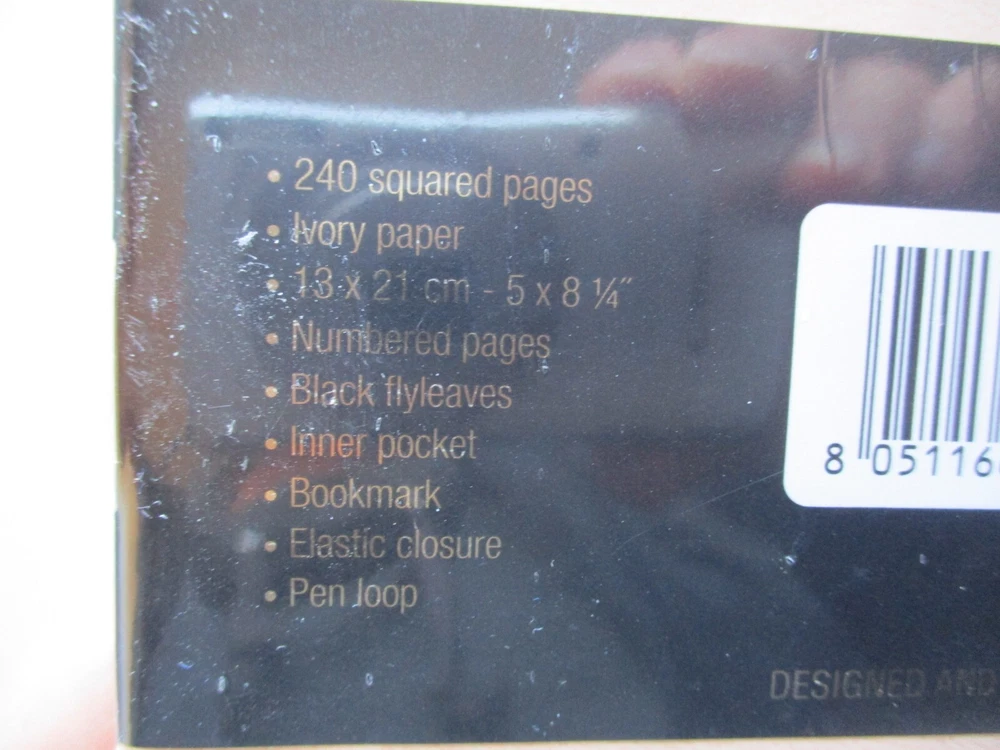 • 240 squared pages
• Ivory paper
• 13 x 21 cm - 5 x 8 ¼″
• Numbered pages
• Black flyleaves
• Inner pocket
• Bookmark
• Elastic closure
• Pen loop
8 051166
DESIGNED AND